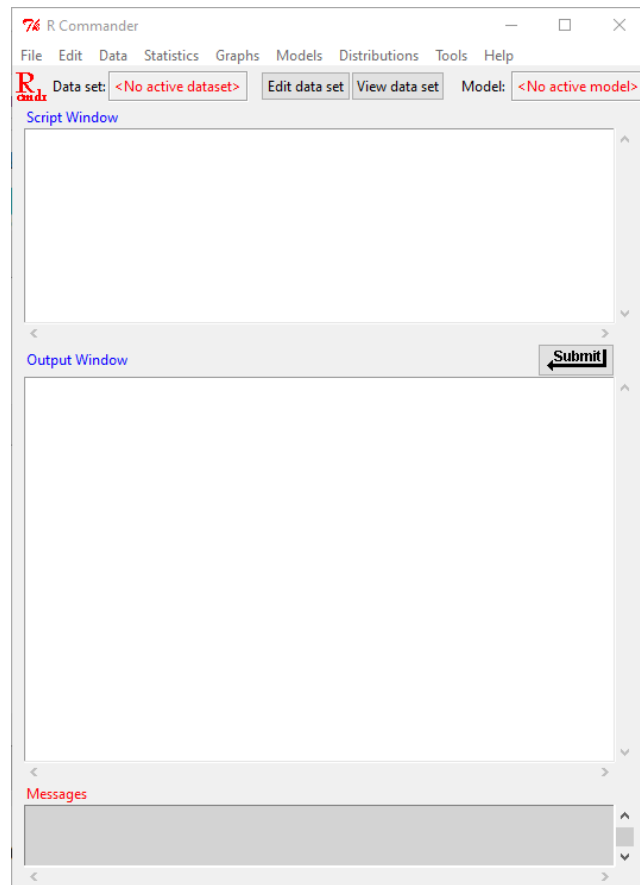 R Commander
File Edit Data Statistics Graphs Models Distributions Tools Help
R cmdr Data set: <No active dataset> Edit data set View data set Model: <No active model>
Script Window
Output Window Submit
Messages